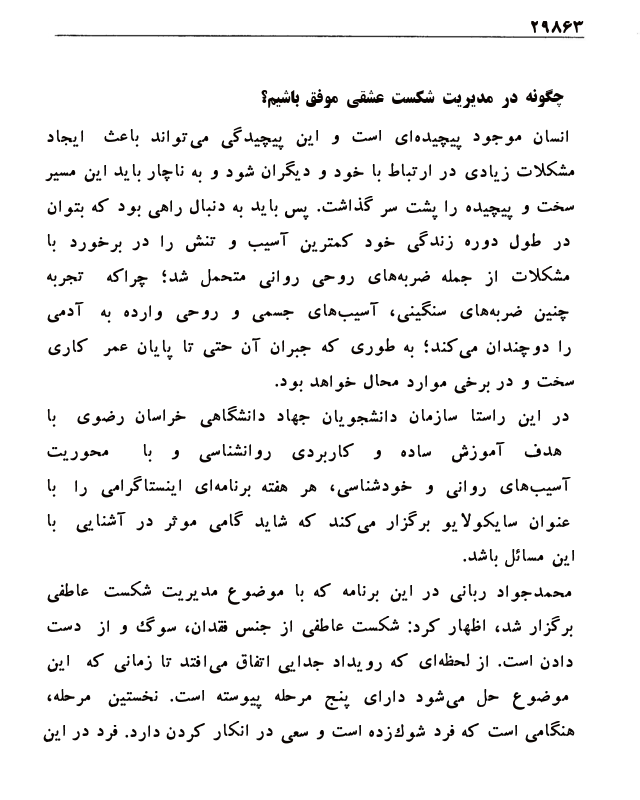 ۲۹۸۶۳
چگونه در مدیریت شکست عشقی موفق باشیم؟
انسان موجود پیچیده‌ای است و این پیچیدگی می‌تواند باعث ایجاد
مشکلات زیادی در ارتباط با خود و دیگران شود و به ناچار باید این مسیر
سخت و پیچیده را پشت سر گذاشت. پس باید به دنبال راهی بود که بتوان
در طول دوره زندگی خود کمترین آسیب و تنش را در برخورد با
مشکلات از جمله ضربه‌های روحی روانی متحمل شد؛ چراکه تجربه
چنین ضربه‌های سنگینی، آسیب‌های جسمی و روحی وارده به آدمی
را دوچندان می‌کند؛ به طوری که جبران آن حتی تا پایان عمر کاری
سخت و در برخی موارد محال خواهد بود.
در این راستا سازمان دانشجویان جهاد دانشگاهی خراسان رضوی با
هدف آموزش ساده و کاربردی روانشناسی و با محوریت
آسیب‌های روانی و خودشناسی، هر هفته برنامه‌ای اینستاگرامی را با
عنوان سایکولایو برگزار می‌کند که شاید گامی موثر در آشنایی با
این مسائل باشد.
محمدجواد ربانی در این برنامه که با موضوع مدیریت شکست عاطفی
برگزار شد، اظهار کرد: شکست عاطفی از جنس فقدان، سوگ و از دست
دادن است. از لحظه‌ای که رویداد جدایی اتفاق می‌افتد تا زمانی که این
موضوع حل می‌شود دارای پنج مرحله پیوسته است. نخستین مرحله،
هنگامی است که فرد شوک‌زده است و سعی در انکار کردن دارد. فرد در این